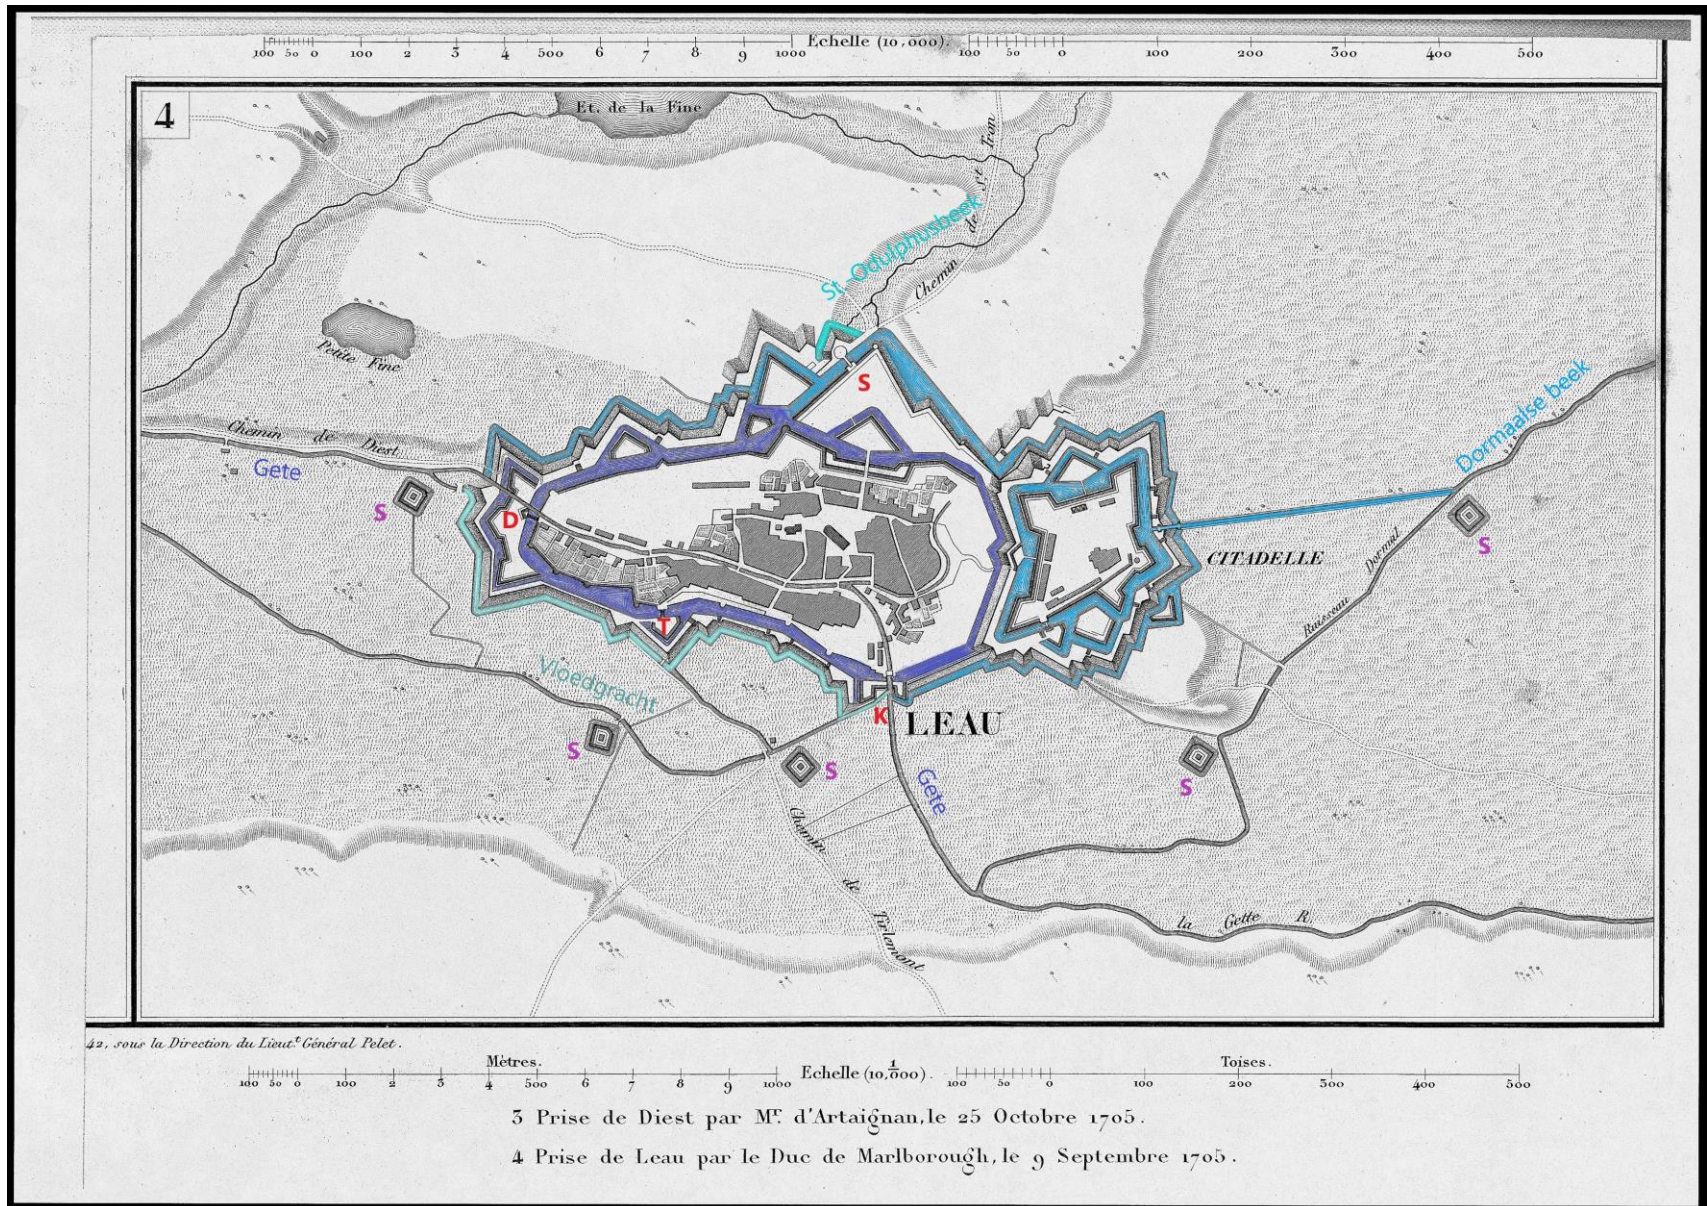 Echelle (10,000).
100 50 0 100 2 3 4 500 6 7 8 9 1000 100 50 0 100 200 300 400 500
4
Et. de la Fine
Chemin de St. Tron
St.-Odulphusbeek
Petite Fine
S
Dormaalse beek
Chemin de Diest
Gete
S
D
S
CITADELLE
Ruisseau Dormal
T
Vloedgracht
K
LEAU
S
S
S
Gete
Chemin de Tirlemont
la Gette R.
42, sous la Direction du Lieut.t Général Pelet.
Mètres. Toises.
Echelle (10,1/000).
100 50 0 100 2 3 4 500 6 7 8 9 1000 100 50 0 100 200 300 400 500
3 Prise de Diest par Mr. d'Artaignan, le 25 Octobre 1705.
4 Prise de Leau par le Duc de Marlborough, le 9 Septembre 1705.